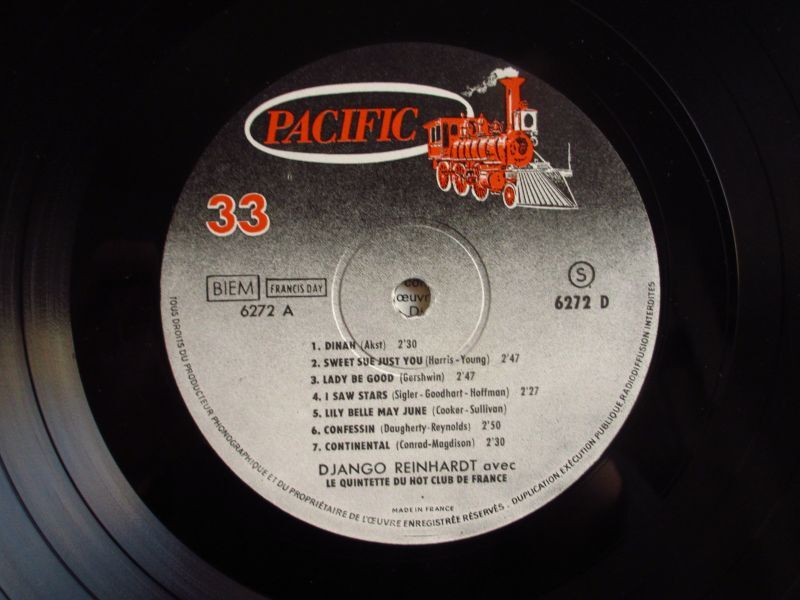 PACIFIC
33
BIEM FRANCIS DAY
6272 A
S
6272 D
con
œuvr
D
1. DINAH (Akst) 2'30
2. SWEET SUE JUST YOU (Harris-Young) 2'47
3. LADY BE GOOD (Gershwin) 2'47
4. I SAW STARS (Sigler-Goodhart-Hoffman) 2'27
5. LILY BELLE MAY JUNE (Cooker-Sullivan)
6. CONFESSIN (Daugherty-Reynolds) 2'50
7. CONTINENTAL (Conrad-Magdison) 2'30
DJANGO REINHARDT avec
LE QUINTETTE DU HOT CLUB DE FRANCE
MADE IN FRANCE
TOUS DROITS DU PRODUCTEUR PHONOGRAPHIQUE ET DU PROPRIÉTAIRE DE L'ŒUVRE ENREGISTRÉE RÉSERVÉS. DUPLICATION, EXÉCUTION PUBLIQUE, RADIODIFFUSION INTERDITES